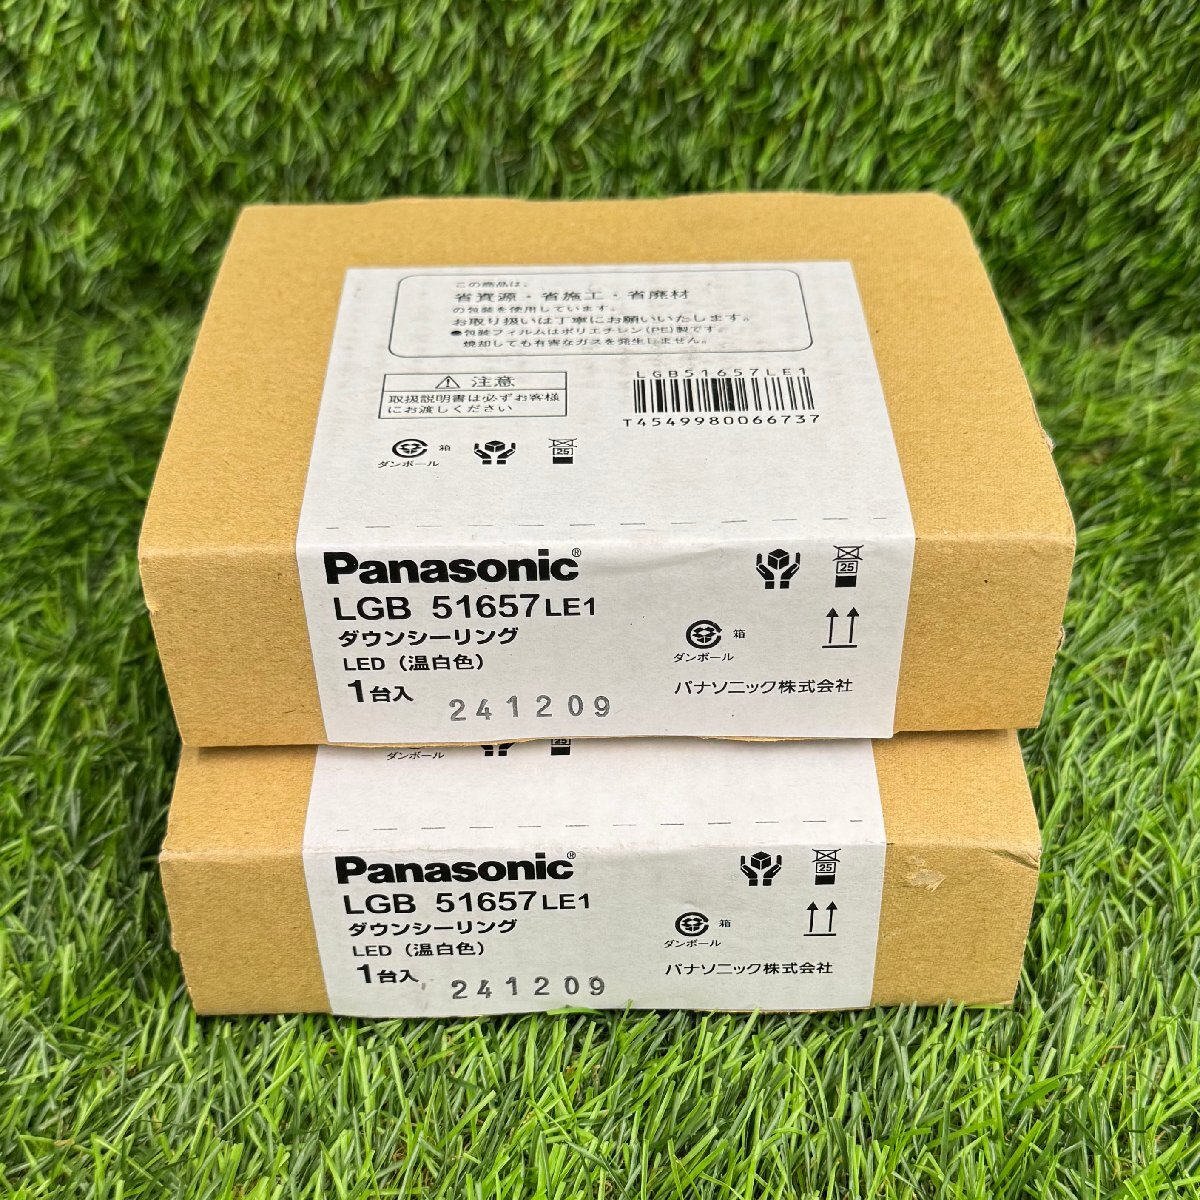 この商品は、
省資源・省施工・省廃材
の包装を使用しています。
お取り扱いは丁寧にお願いいたします。
●包装フィルムはポリエチレン(PE)製です。
焼却しても有害なガスを発生しません。
LGB51657LE1
T4549980066737
⚠ 注意
取扱説明書は必ずお客様
にお渡しください
箱
ダンボール
25
Panasonic®
LGB 51657LE1
ダウンシーリング
LED（温白色）
1台入
241209
25
箱
ダンボール
パナソニック株式会社
ダンボール
25
Panasonic®
LGB 51657LE1
ダウンシーリング
LED（温白色）
1台入
241209
25
箱
ダンボール
パナソニック株式会社